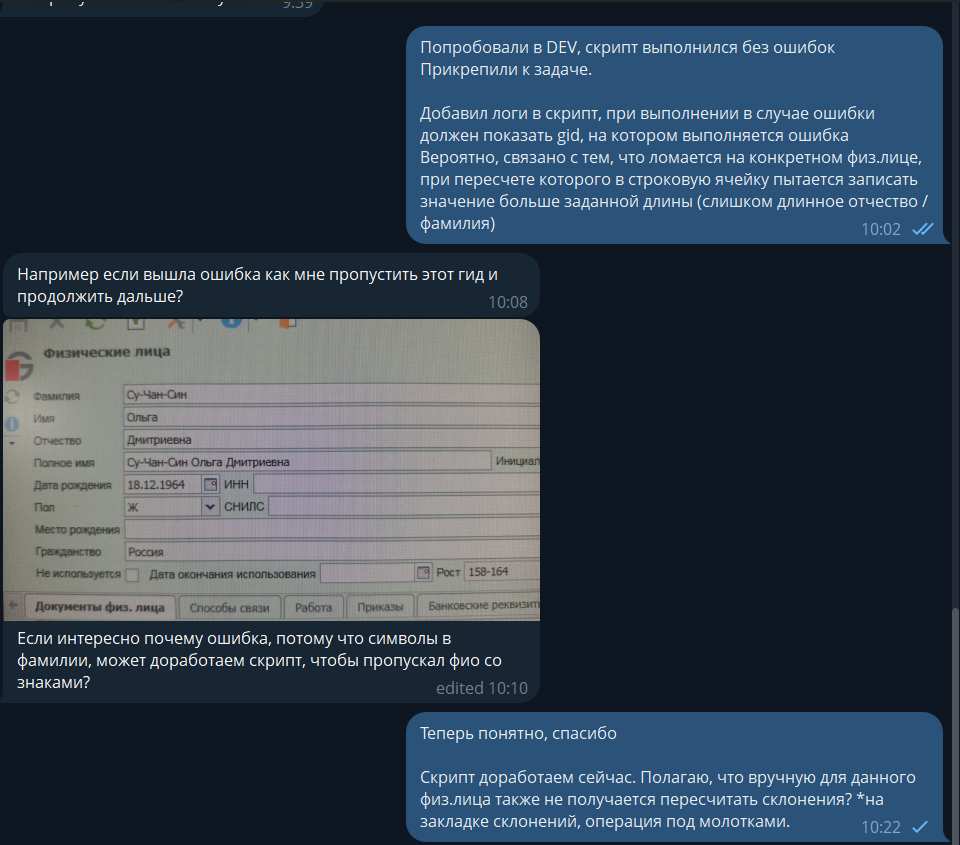 9:39
Попробовали в DEV, скрипт выполнился без ошибок
Прикрепили к задаче.
Добавил логи в скрипт, при выполнении в случае ошибки
должен показать gid, на котором выполняется ошибка
Вероятно, связано с тем, что ломается на конкретном физ.лице,
при пересчете которого в строковую ячейку пытается записать
значение больше заданной длины (слишком длинное отчество /
фамилия)
10:02
Например если вышла ошибка как мне пропустить этот гид и
продолжить дальше?
10:08
Физические лица
Фамилия Су-Чан-Син
Имя Ольга
Отчество Дмитриевна
Полное имя Су-Чан-Син Ольга Дмитриевна Инициал
Дата рождения 18.12.1964 ИНН
Пол Ж СНИЛС
Место рождения
Гражданство Россия
Не используется Дата окончания использования Рост 158-164
Документы физ. лица Способы связи Работа Приказы Банковские реквизит
Если интересно почему ошибка, потому что символы в
фамилии, может доработаем скрипт, чтобы пропускал фио со
знаками?
edited 10:10
Теперь понятно, спасибо
Скрипт доработаем сейчас. Полагаю, что вручную для данного
физ.лица также не получается пересчитать склонения? *на
закладке склонений, операция под молотками.
10:22